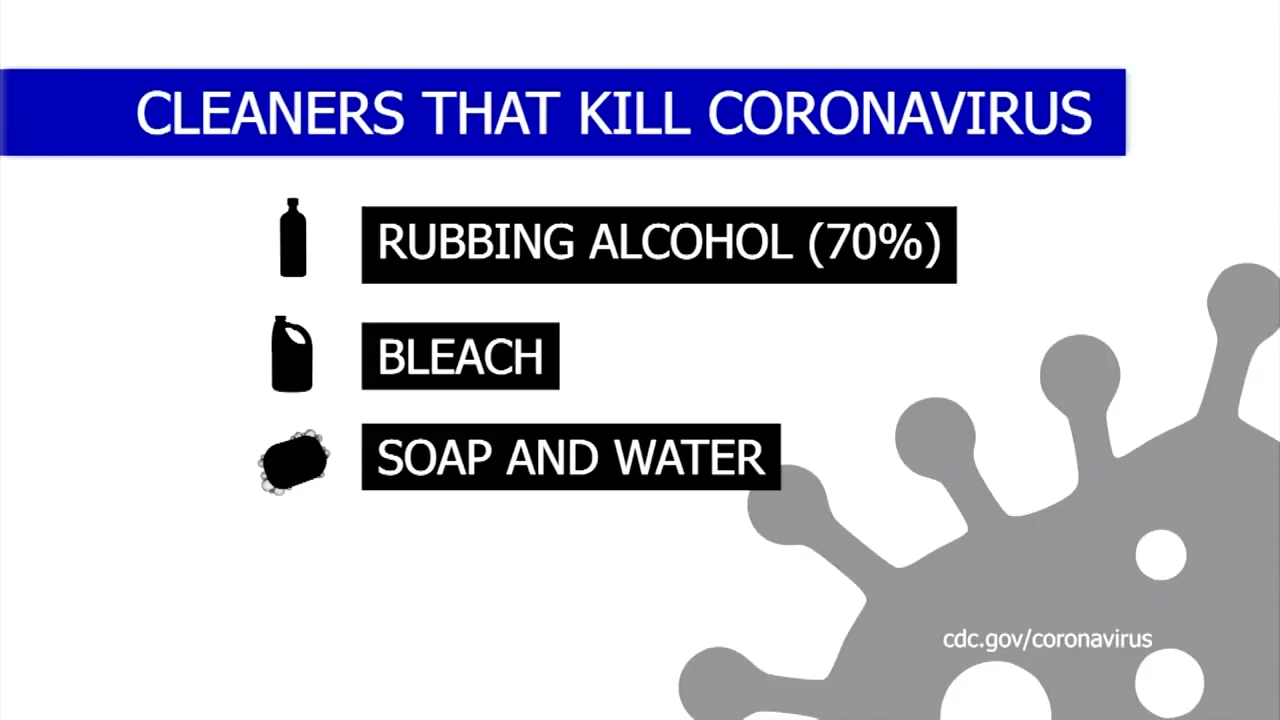 CLEANERS THAT KILL CORONAVIRUS
RUBBING ALCOHOL (70%)
BLEACH
SOAP AND WATER
cdc.gov/coronavirus